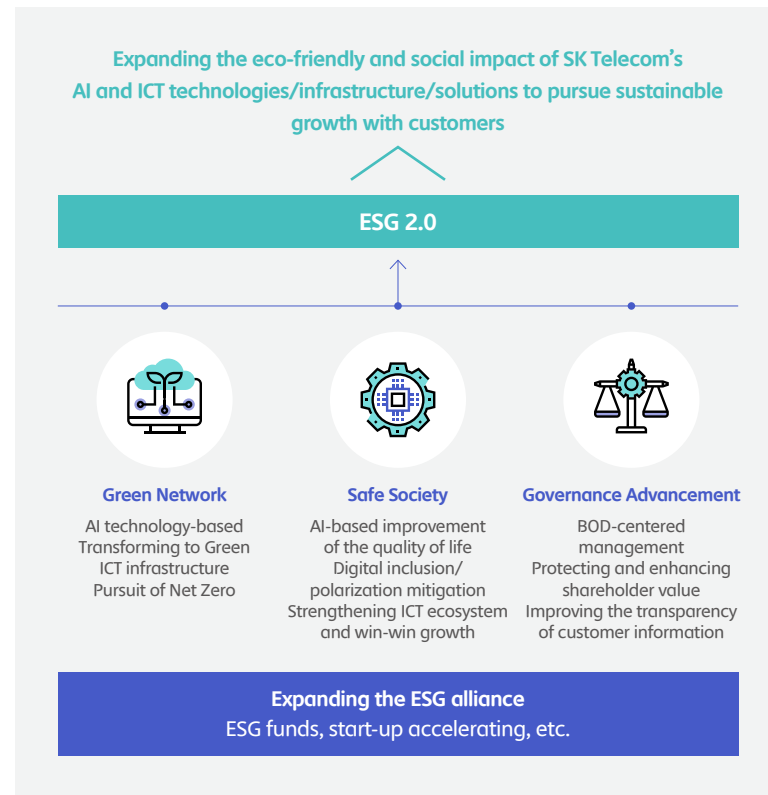 Expanding the eco-friendly and social impact of SK Telecom's
AI and ICT technologies/infrastructure/solutions to pursue sustainable
growth with customers
ESG 2.0
Green Network
AI technology-based
Transforming to Green
ICT infrastructure
Pursuit of Net Zero
Safe Society
AI-based improvement
of the quality of life
Digital inclusion/
polarization mitigation
Strengthening ICT ecosystem
and win-win growth
Governance Advancement
BOD-centered
management
Protecting and enhancing
shareholder value
Improving the transparency
of customer information
Expanding the ESG alliance
ESG funds, start-up accelerating, etc.